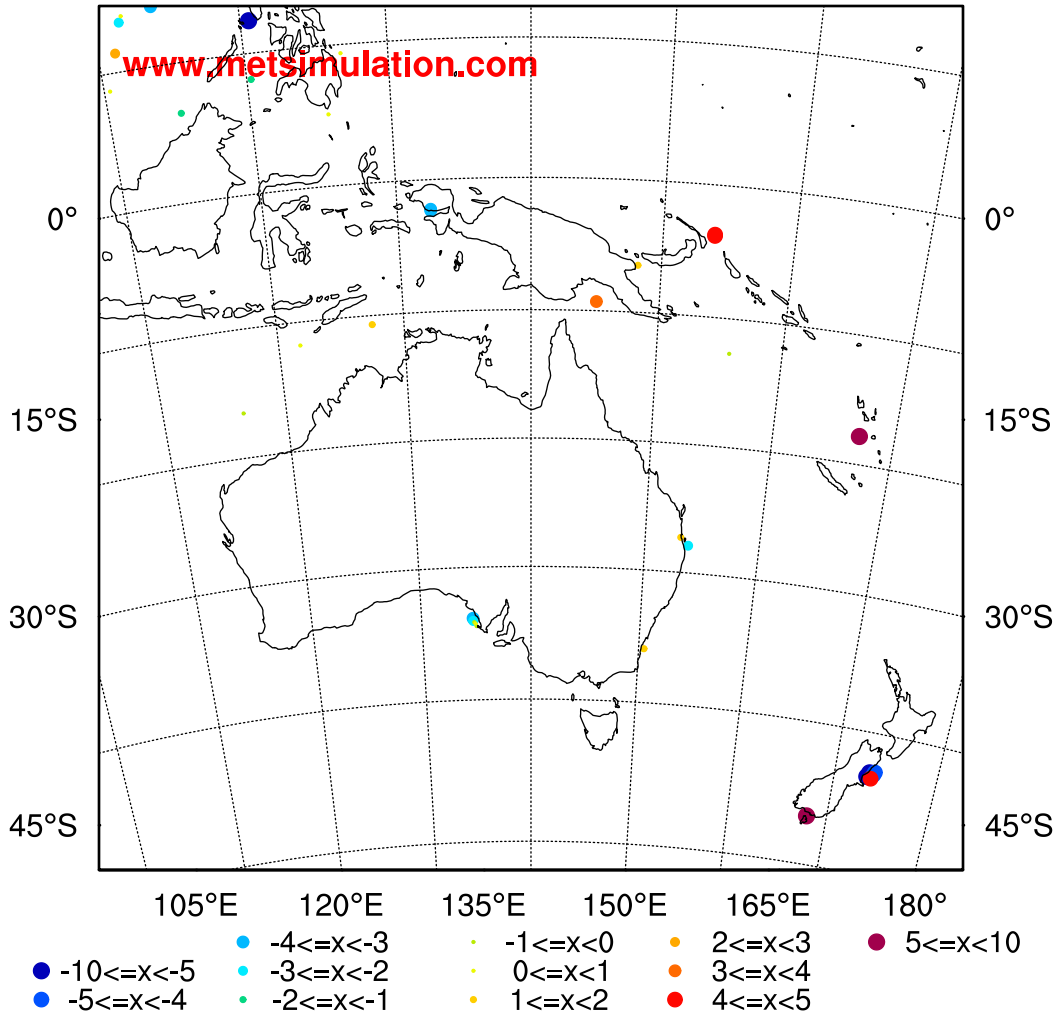 www.metsimulation.com
0° 0°
15°S 15°S
30°S 30°S
45°S 45°S
105°E 120°E 135°E 150°E 165°E 180°
-4<=x<-3 -1<=x<0 2<=x<3 5<=x<10
-10<=x<-5 -3<=x<-2 0<=x<1 3<=x<4
-5<=x<-4 -2<=x<-1 1<=x<2 4<=x<5